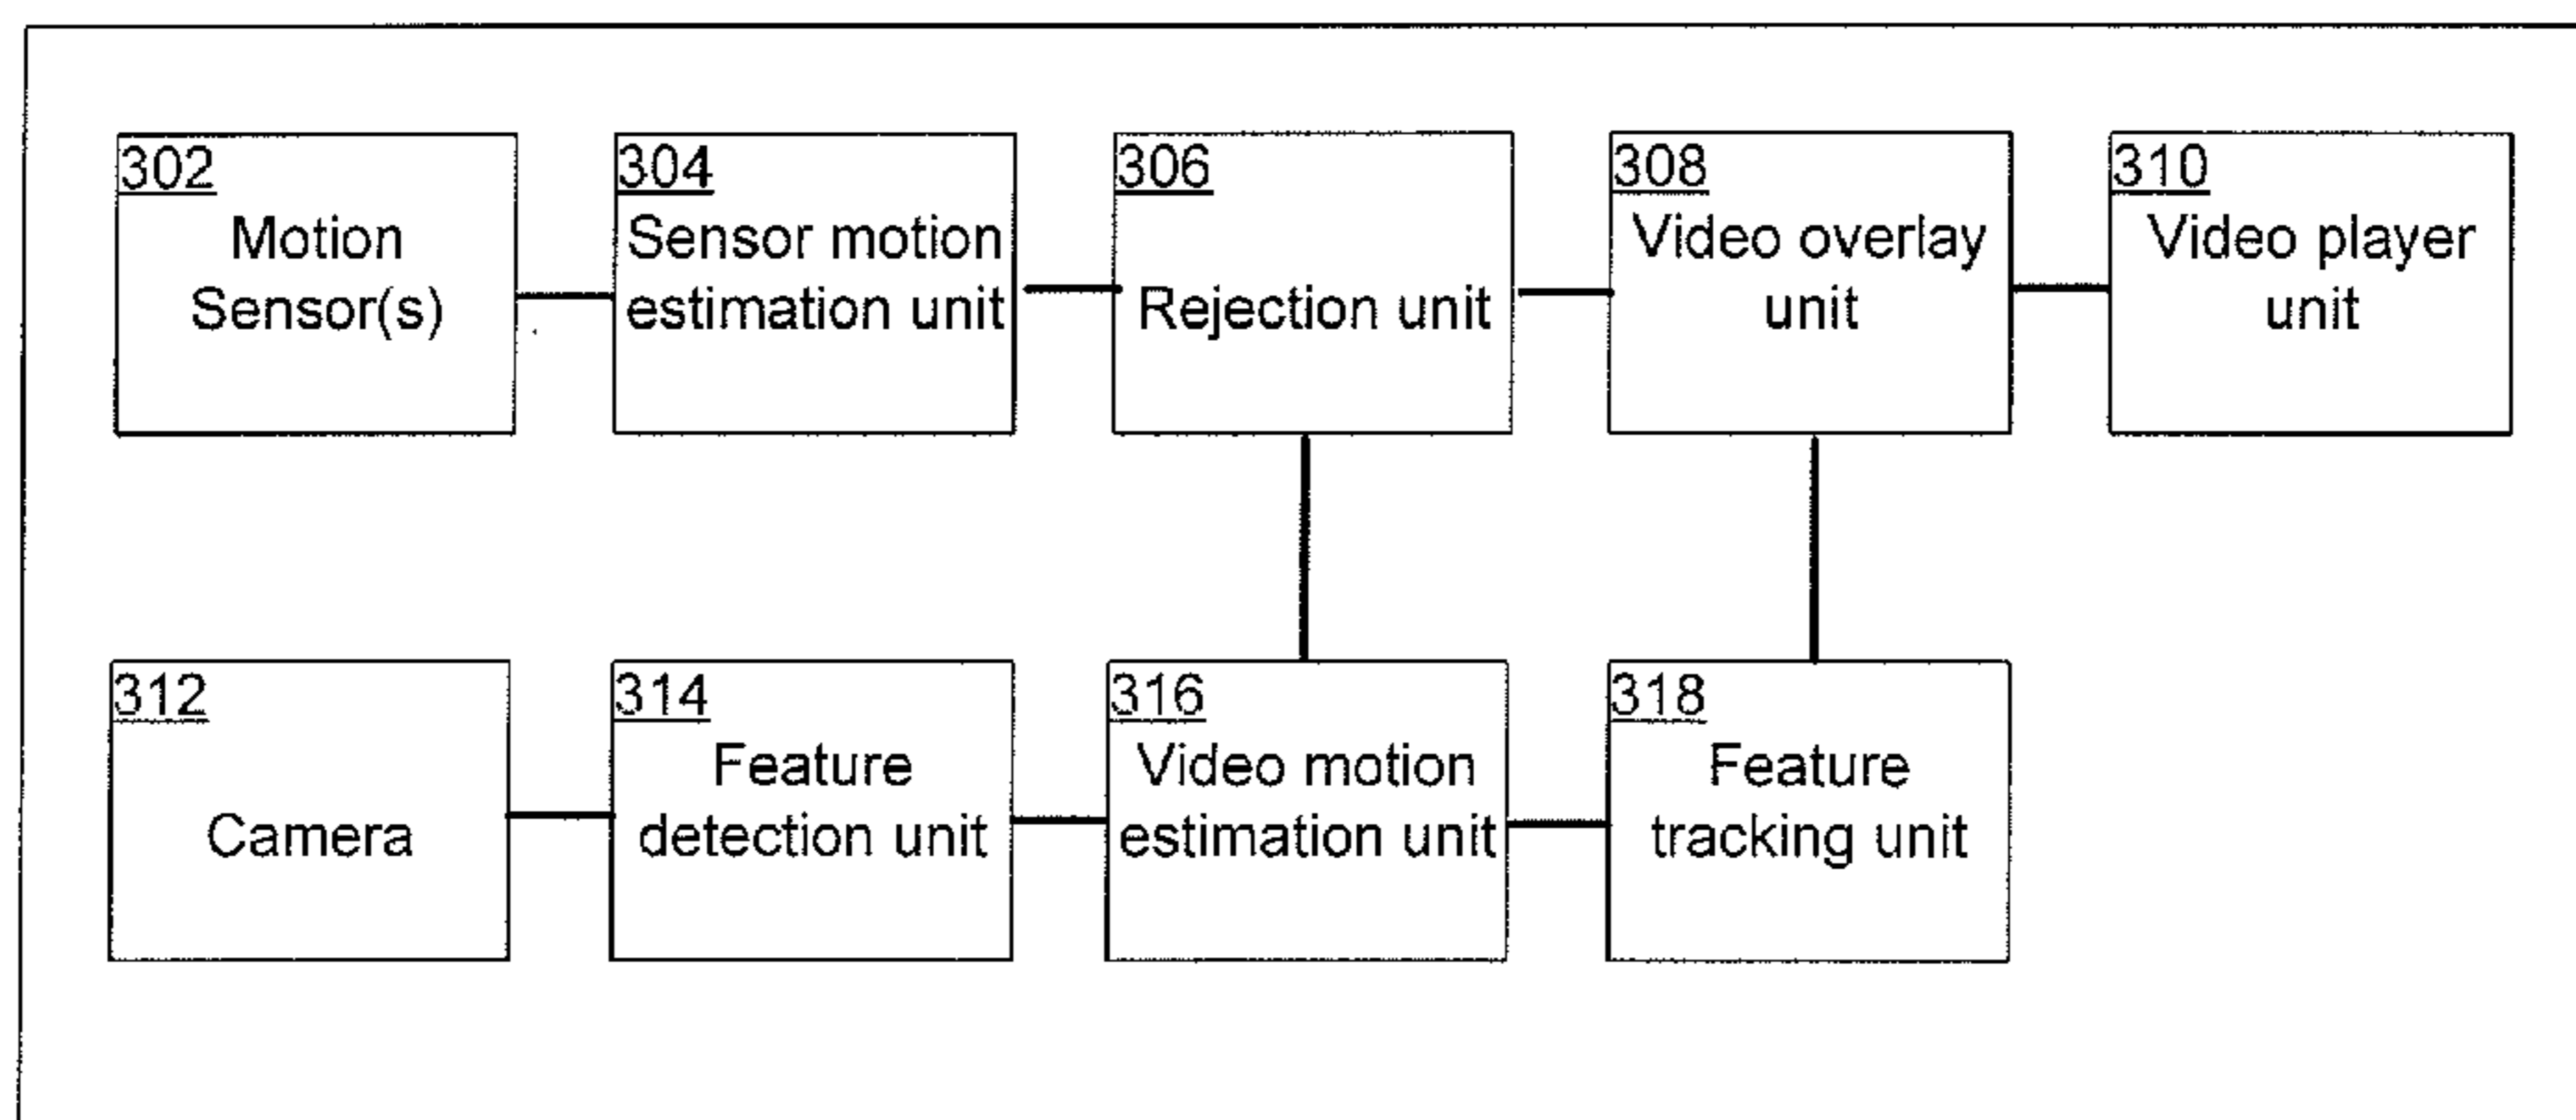 302
Motion
Sensor(s)
304
Sensor motion
estimation unit
306
Rejection unit
308
Video overlay
unit
310
Video player
unit
312
Camera
314
Feature
detection unit
316
Video motion
estimation unit
318
Feature
tracking unit